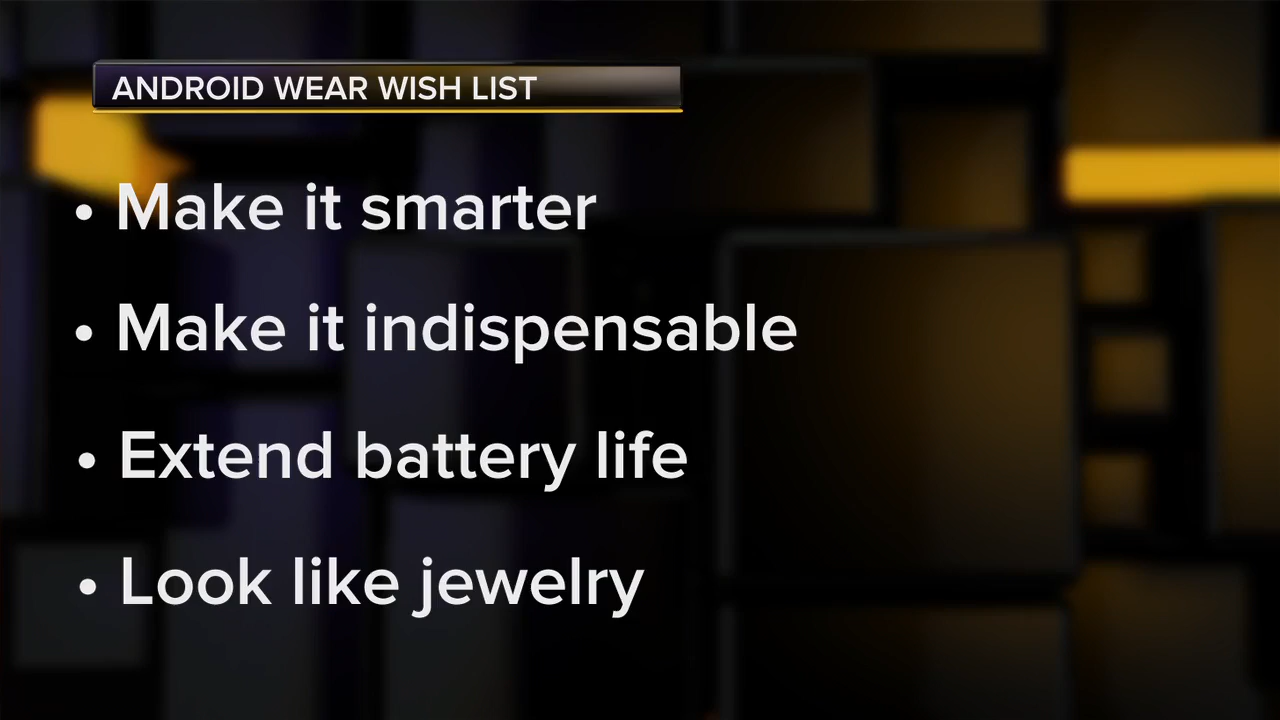 ANDROID WEAR WISH LIST
• Make it smarter
• Make it indispensable
• Extend battery life
• Look like jewelry